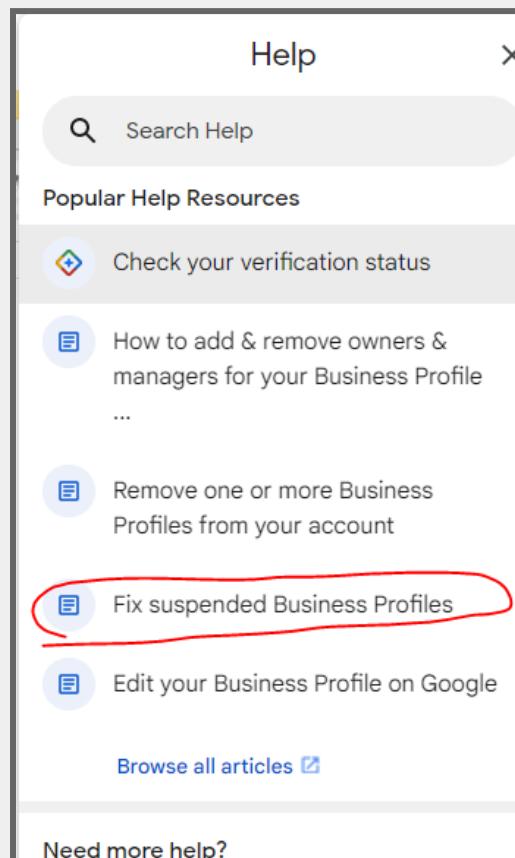 Help
Search Help
Popular Help Resources
Check your verification status
How to add & remove owners &
managers for your Business Profile
...
Remove one or more Business
Profiles from your account
Fix suspended Business Profiles
Edit your Business Profile on Google
Browse all articles
Need more help?